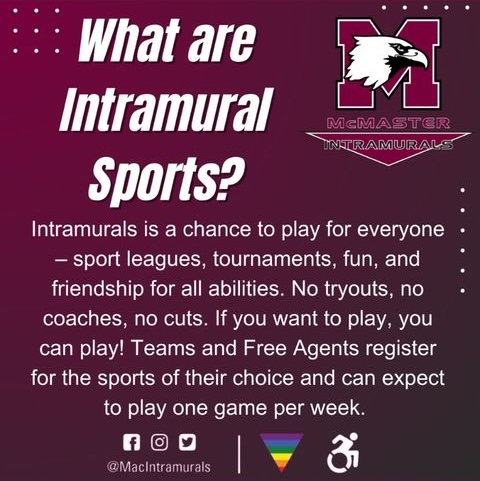 What are
Intramural
Sports?
M
McMASTER
INTRAMURALS
Intramurals is a chance to play for everyone
– sport leagues, tournaments, fun, and
friendship for all abilities. No tryouts, no
coaches, no cuts. If you want to play, you
can play! Teams and Free Agents register
for the sports of their choice and can expect
to play one game per week.
@MacIntramurals